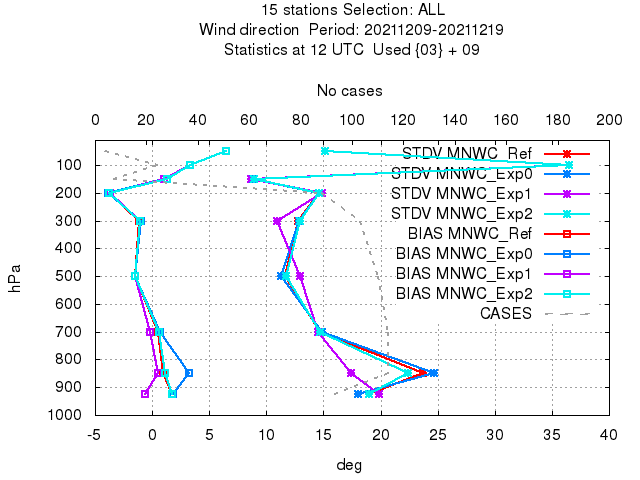 15 stations Selection: ALL
Wind direction  Period: 20211209-20211219
Statistics at 12 UTC  Used {03} + 09
No cases
0 20 40 60 80 100 120 140 160 180 200
STDV MNWC_Ref
STDV MNWC_Exp0
STDV MNWC_Exp1
STDV MNWC_Exp2
BIAS MNWC_Ref
BIAS MNWC_Exp0
BIAS MNWC_Exp1
BIAS MNWC_Exp2
CASES
hPa
100
200
300
400
500
600
700
800
900
1000
-5 0 5 10 15 20 25 30 35 40
deg